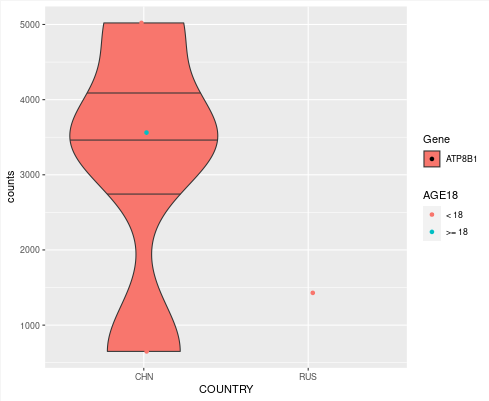 5000
4000
3000
2000
1000
counts
CHN
RUS
COUNTRY
Gene
ATP8B1
AGE18
< 18
>= 18